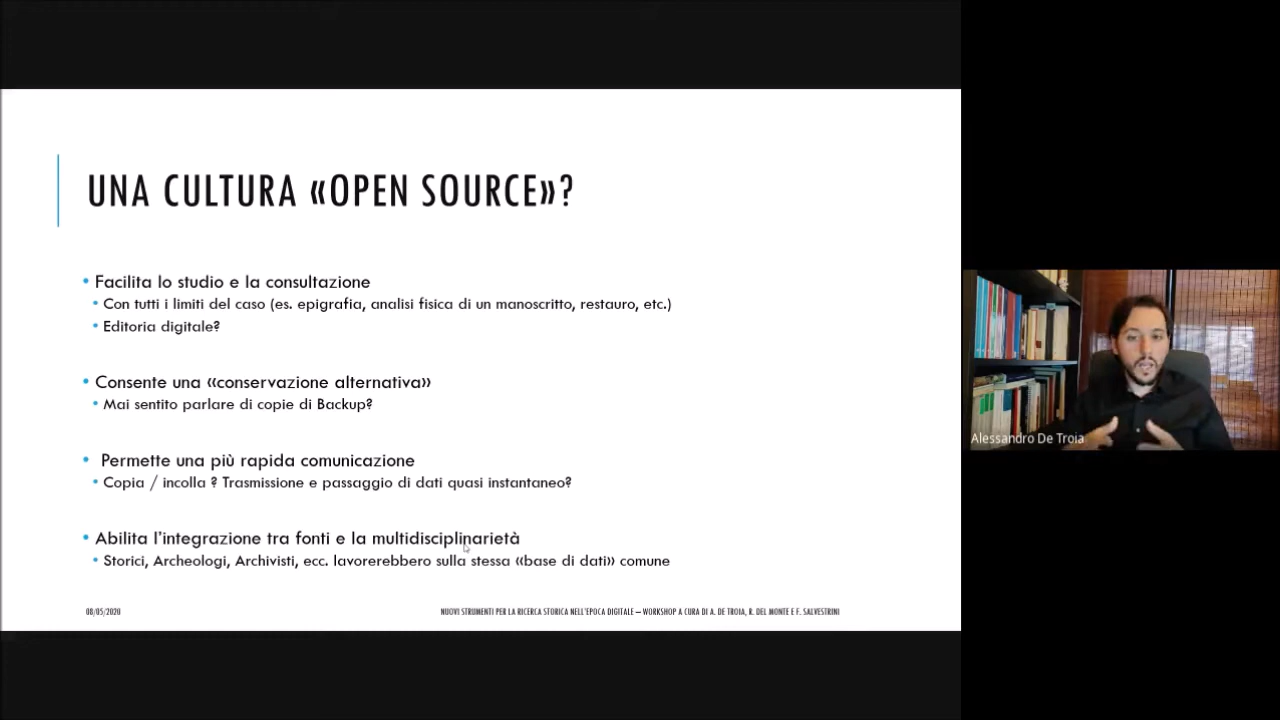 UNA CULTURA «OPEN SOURCE»?
• Facilita lo studio e la consultazione
• Con tutti i limiti del caso (es. epigrafia, analisi fisica di un manoscritto, restauro, etc.)
• Editoria digitale?
• Consente una «conservazione alternativa»
• Mai sentito parlare di copie di Backup?
• Permette una più rapida comunicazione
• Copia / incolla ? Trasmissione e passaggio di dati quasi instantaneo?
• Abilita l'integrazione tra fonti e la multidisciplinarietà
• Storici, Archeologi, Archivisti, ecc. lavorerebbero sulla stessa «base di dati» comune
08/05/2020
NUOVI STRUMENTI PER LA RICERCA STORICA NELL'EPOCA DIGITALE – WORKSHOP A CURA DI A. DE TROIA, R. DEL MONTE E F. SALVESTRINI
Alessandro De Troia